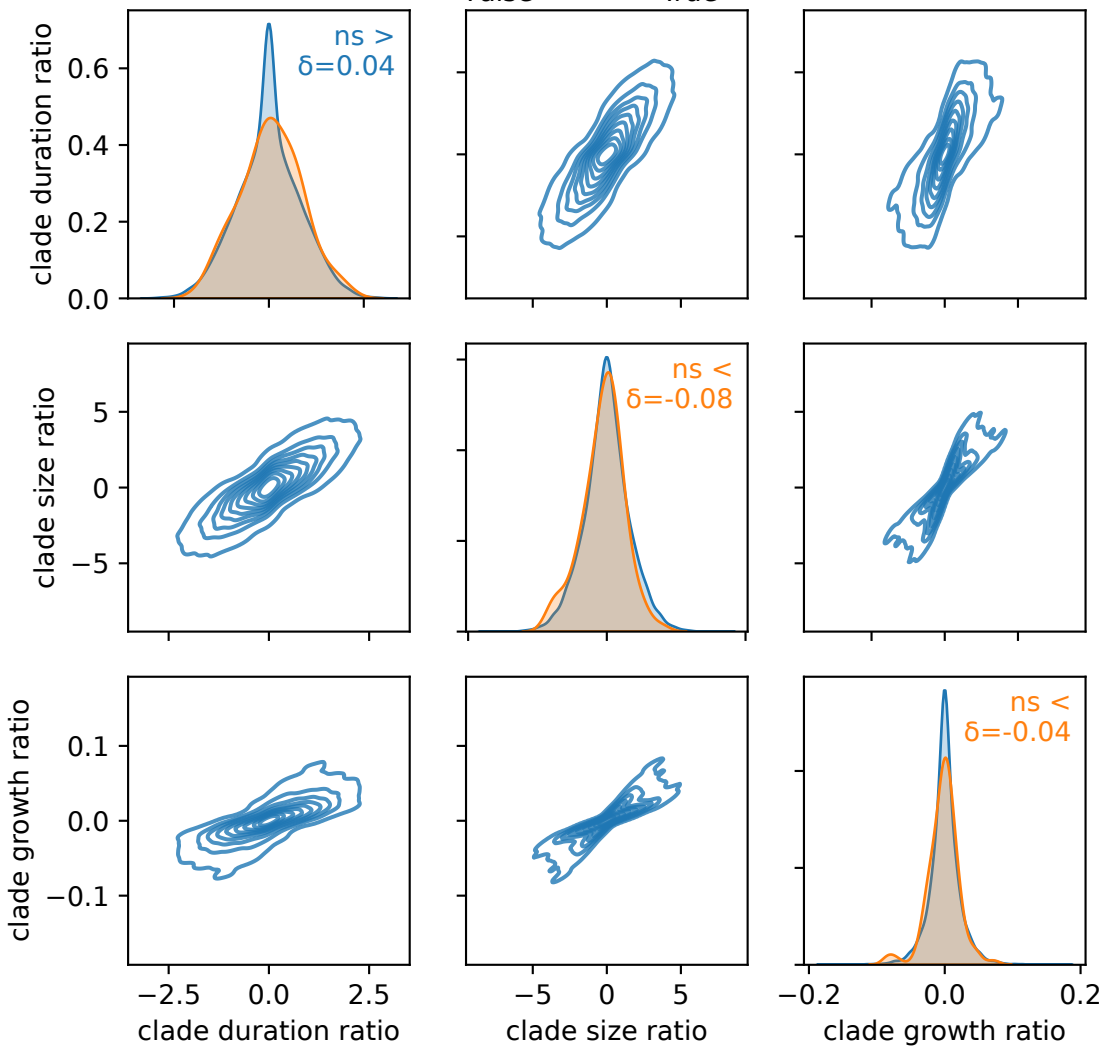 clade duration ratio
0.6
0.4
0.2
0.0
ns >
δ=0.04
clade size ratio
5
0
−5
ns <
δ=-0.08
clade growth ratio
0.1
0.0
−0.1
ns <
δ=-0.04
−2.5
0.0
2.5
−5
0
5
−0.2
0.0
0.2
clade duration ratio
clade size ratio
clade growth ratio